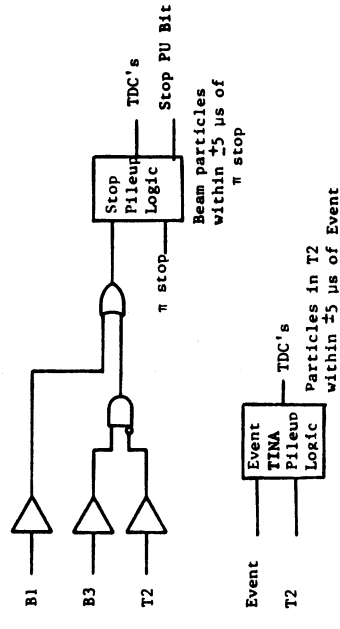 B1
B3
T2
π stop
Stop
Pileup
Logic
TDC's
Stop PU Bit
Beam particles
within ±5 μs of
π stop
Event
T2
Event
TINA
Pileup
Logic
TDC's
Particles in T2
within ±5 μs of Event